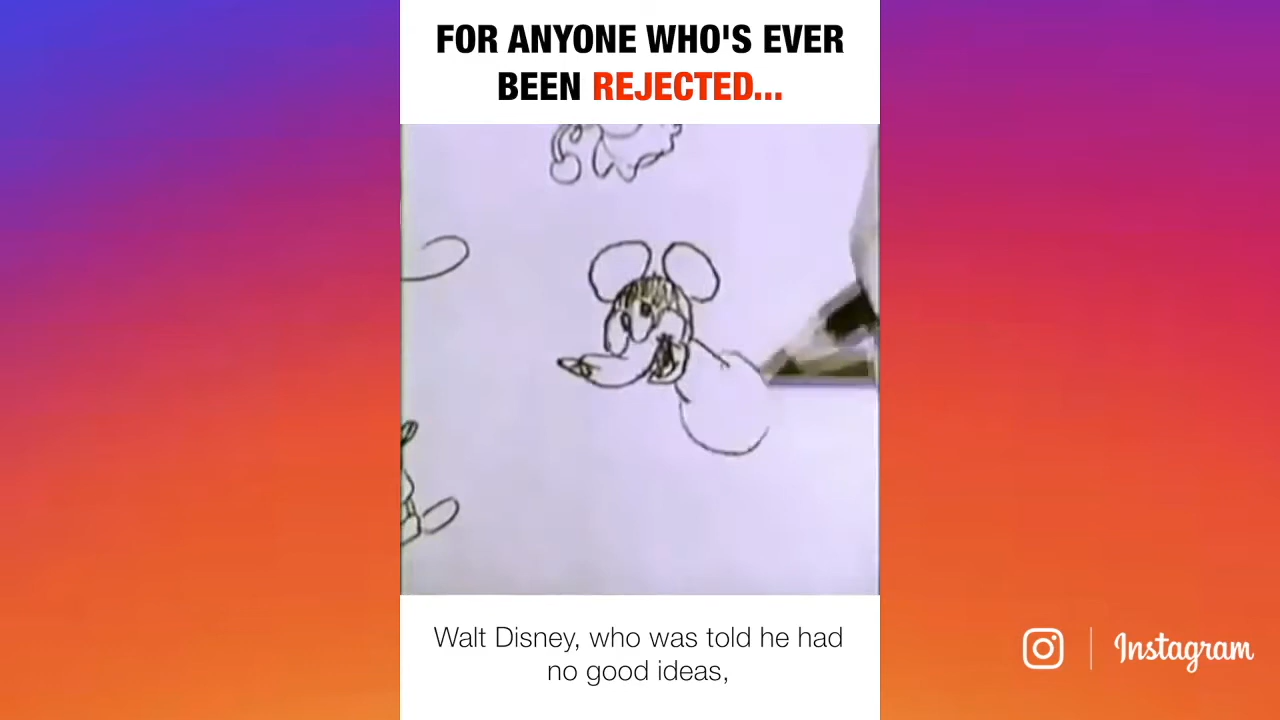 FOR ANYONE WHO'S EVER
BEEN REJECTED...
Walt Disney, who was told he had
no good ideas,
Instagram